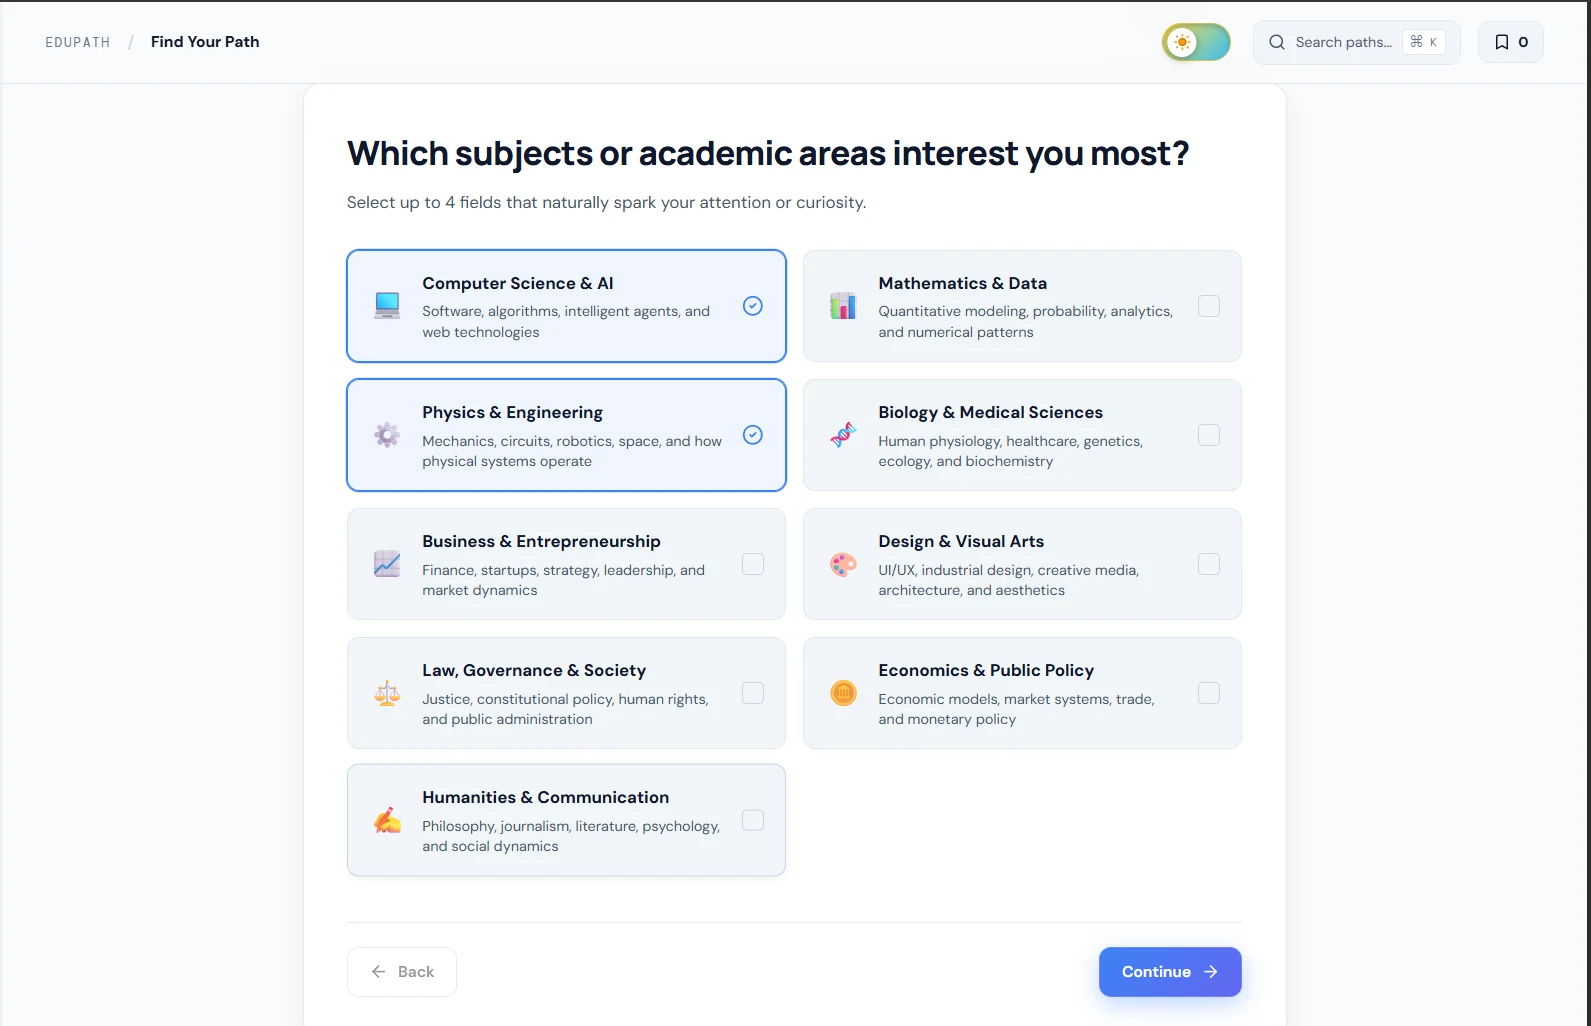 EDUPATH / Find Your Path
Search paths... ⌘ K
0
Which subjects or academic areas interest you most?
Select up to 4 fields that naturally spark your attention or curiosity.
Computer Science & AI
Software, algorithms, intelligent agents, and
web technologies
Mathematics & Data
Quantitative modeling, probability, analytics,
and numerical patterns
Physics & Engineering
Mechanics, circuits, robotics, space, and how
physical systems operate
Biology & Medical Sciences
Human physiology, healthcare, genetics,
ecology, and biochemistry
Business & Entrepreneurship
Finance, startups, strategy, leadership, and
market dynamics
Design & Visual Arts
UI/UX, industrial design, creative media,
architecture, and aesthetics
Law, Governance & Society
Justice, constitutional policy, human rights,
and public administration
Economics & Public Policy
Economic models, market systems, trade,
and monetary policy
Humanities & Communication
Philosophy, journalism, literature, psychology,
and social dynamics
← Back
Continue →